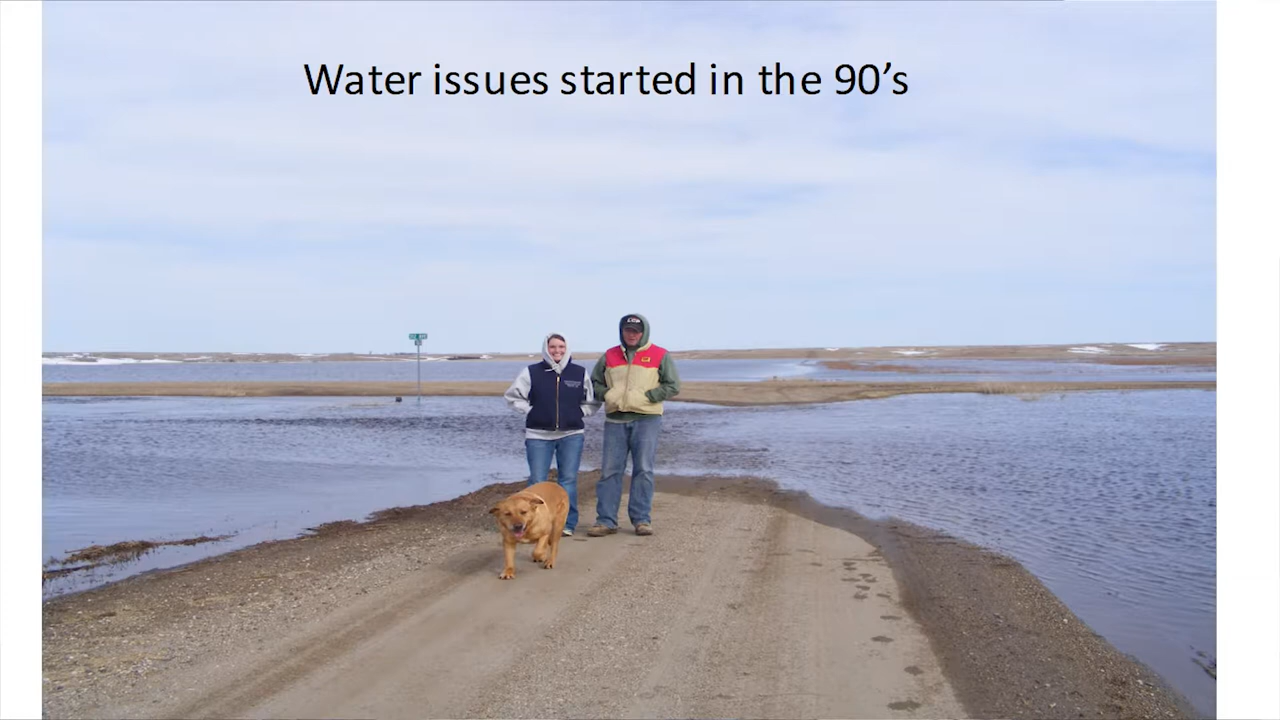 Water issues started in the 90’s